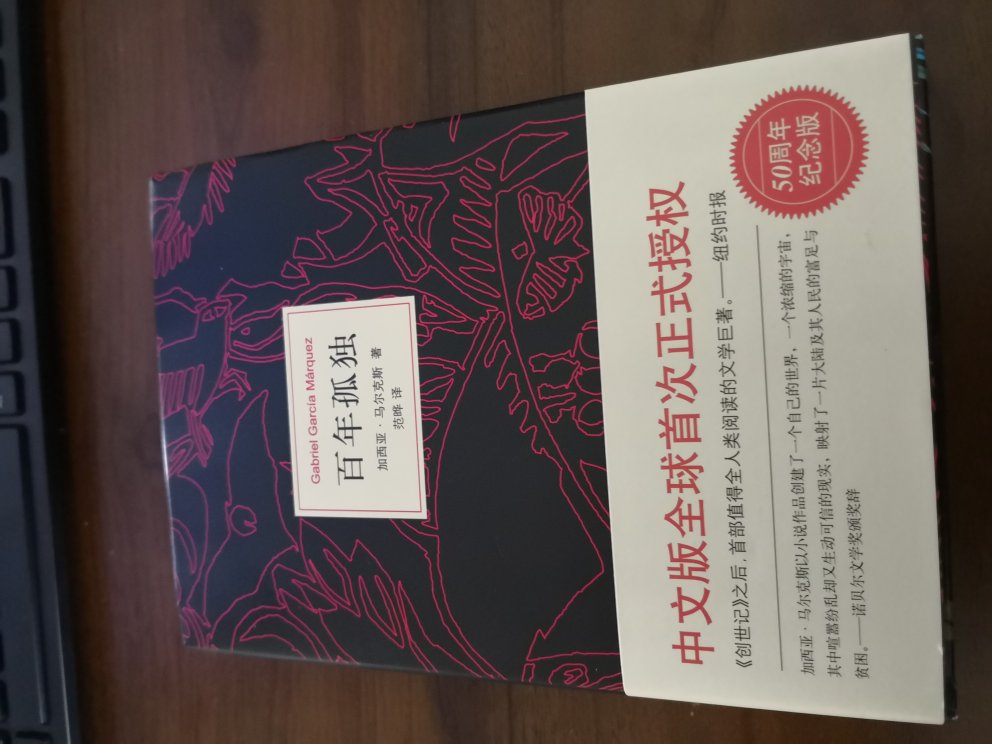 Gabriel García Márquez
百年孤独
加西亚·马尔克斯 著
范晔 译
50周年
纪念版
中文版全球首次正式授权
《创世记》之后，首部值得全人类阅读的文学巨著。——纽约时报
加西亚·马尔克斯以小说作品创建了一个自己的世界，一个浓缩的宇宙，
其中喧嚣纷乱却又生动可信的现实，映射了一片大陆及其人民的富足与
贫困。——诺贝尔文学奖颁奖辞